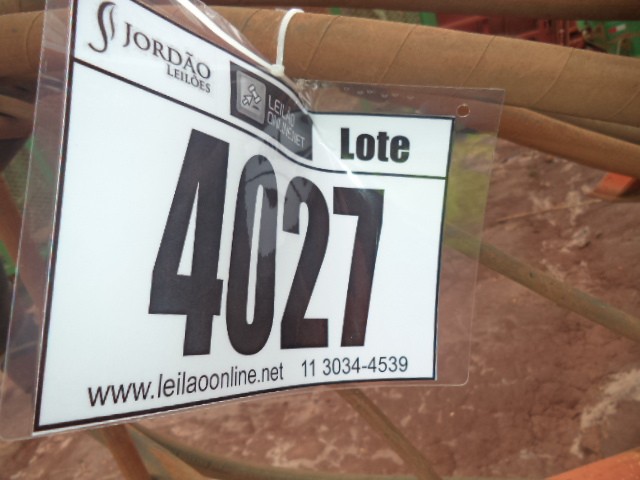 JORDÃO
LEILÕES
LEILÃO
ONLINE.NET
Lote
4027
www.leilaoonline.net 11 3034-4539